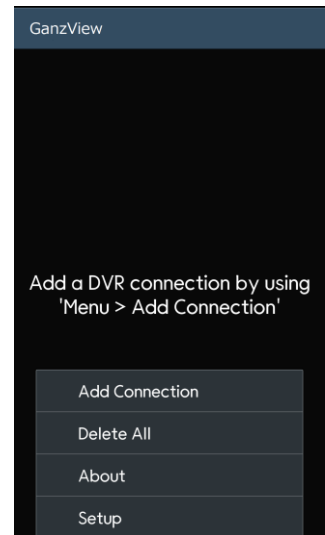 GanzView
Add a DVR connection by using
'Menu > Add Connection'
Add Connection
Delete All
About
Setup